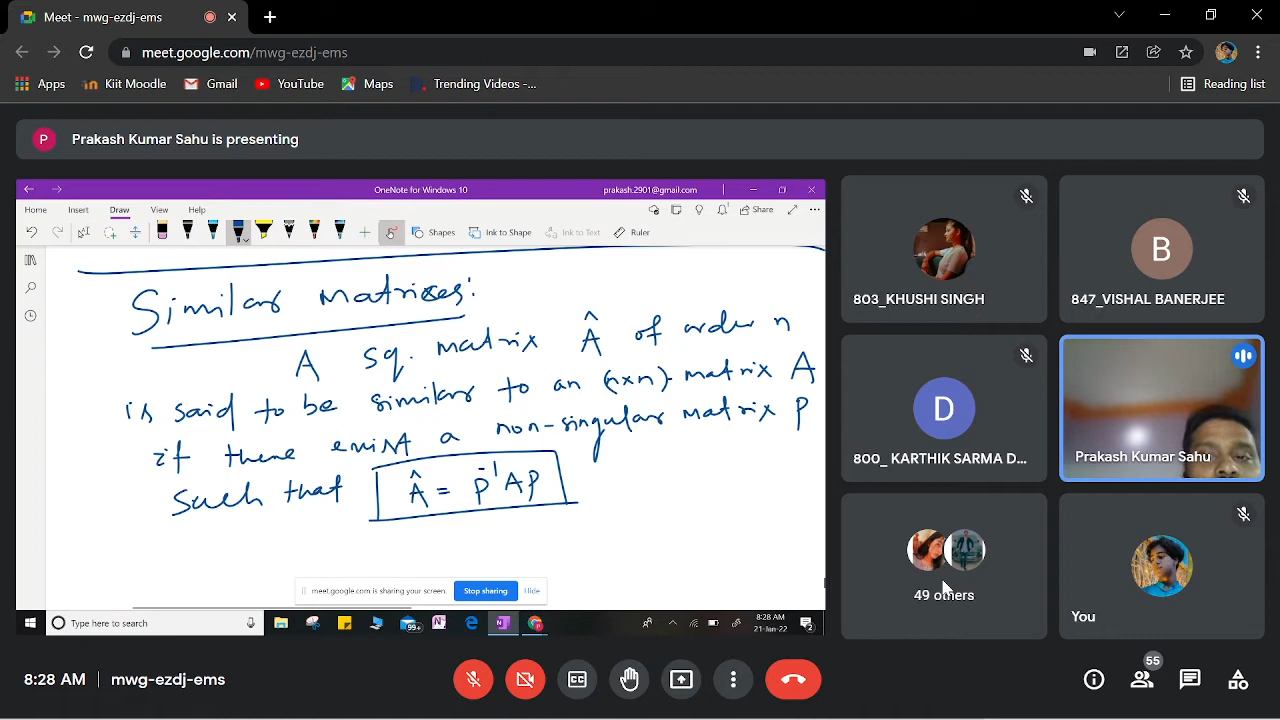 Meet - mwg-ezdj-ems
meet.google.com/mwg-ezdj-ems
Apps
Kiit Moodle
Gmail
YouTube
Maps
Trending Videos -...
Reading list
P
Prakash Kumar Sahu is presenting
OneNote for Windows 10
prakash.2901@gmail.com
Home
Insert
Draw
View
Help
Share
Shapes
Ink to Shape
Ink to Text
Ruler
Similar matrices:
A sq. matrix Â of order n
is said to be similar to an (n×n)-matrix A
if there exist a non-singular matrix P
Such that Â = P⁻¹AP
meet.google.com is sharing your screen.
Stop sharing
Hide
Type here to search
99+
8:28 AM
21-Jan-22
2
803_KHUSHI SINGH
B
847_VISHAL BANERJEE
D
800_ KARTHIK SARMA D...
Prakash Kumar Sahu
49 others
You
8:28 AM | mwg-ezdj-ems
55